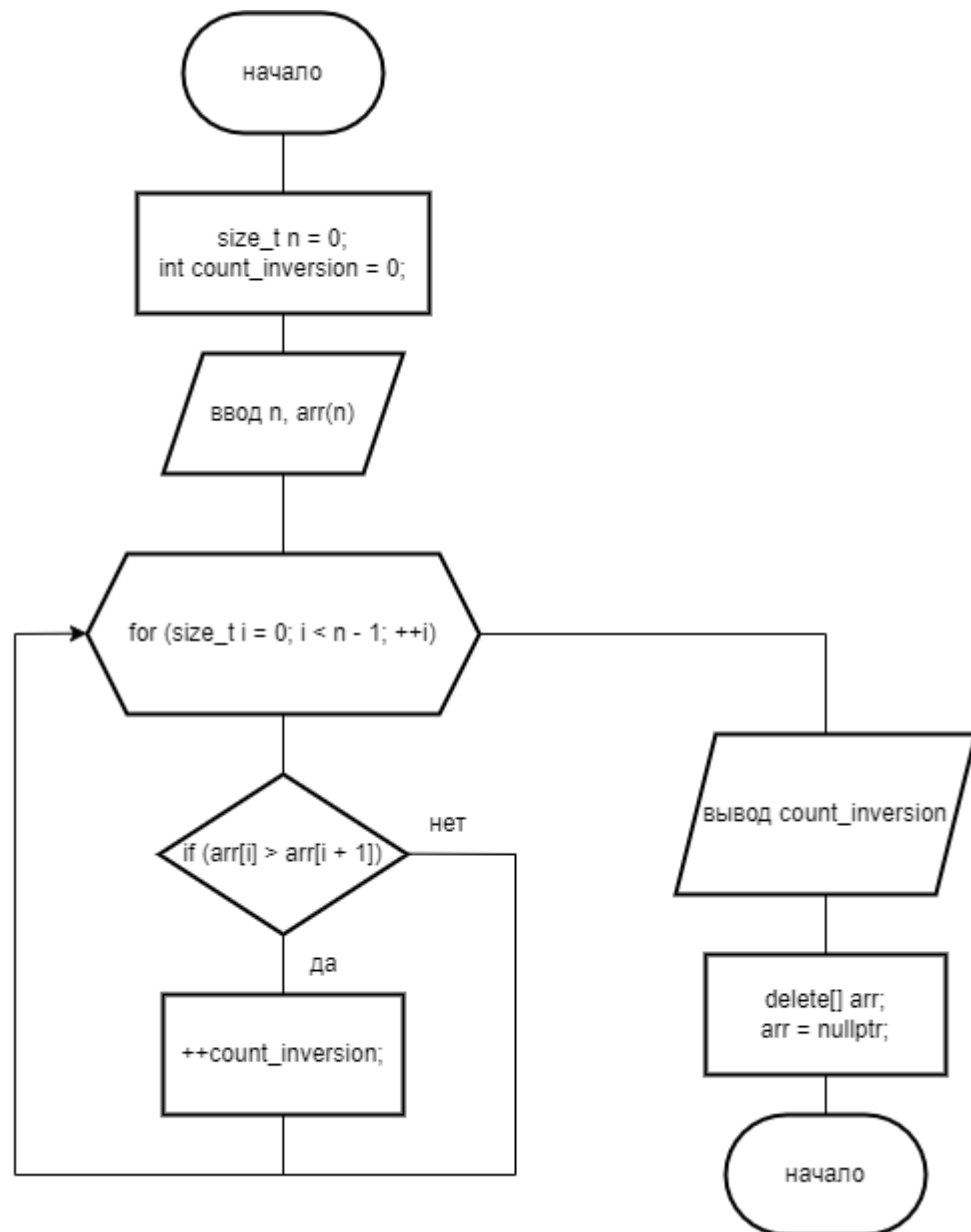 начало
size_t n = 0;
int count_inversion = 0;
ввод n, arr(n)
for (size_t i = 0; i < n - 1; ++i)
if (arr[i] > arr[i + 1])
нет
да
++count_inversion;
вывод count_inversion
delete[] arr;
arr = nullptr;
начало